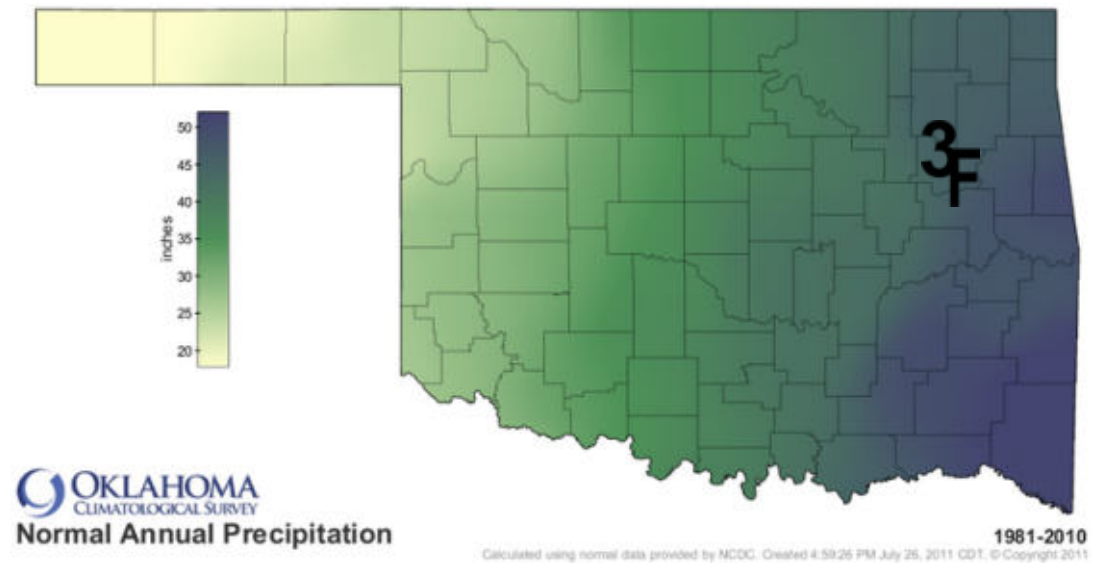 3
F
50
45
40
35
30
25
20
inches
OKLAHOMA
CLIMATOLOGICAL SURVEY
Normal Annual Precipitation
1981-2010
Calculated using normal data provided by NCDC. Created 4:59:26 PM July 26, 2011 CDT. © Copyright 2011